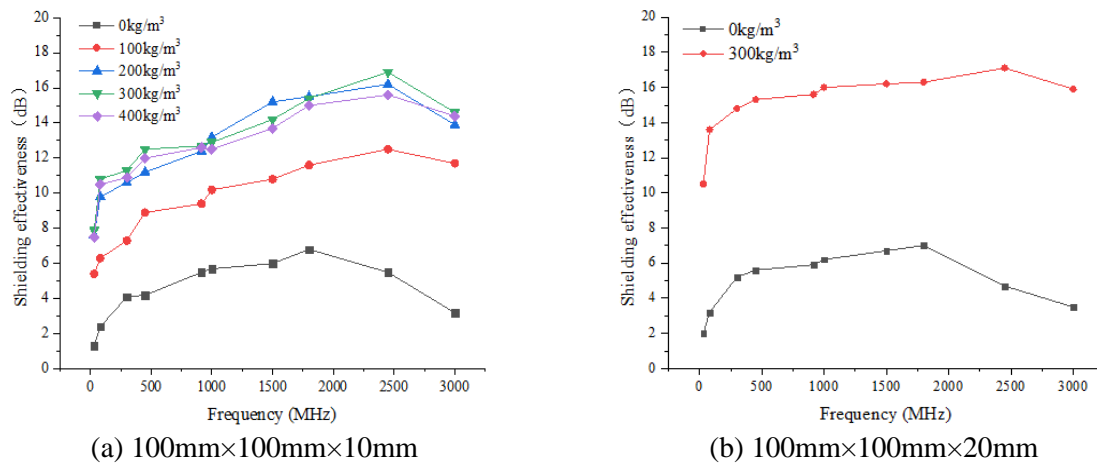 20
18
16
14
12
10
8
6
4
2
0
Shielding effectiveness (dB)
0kg/m³
100kg/m³
200kg/m³
300kg/m³
400kg/m³
0 500 1000 1500 2000 2500 3000
Frequency (MHz)
(a) 100mm×100mm×10mm
20
18
16
14
12
10
8
6
4
2
0
Shielding effectiveness (dB)
0kg/m³
300kg/m³
0 500 1000 1500 2000 2500 3000
Frequency (MHz)
(b) 100mm×100mm×20mm